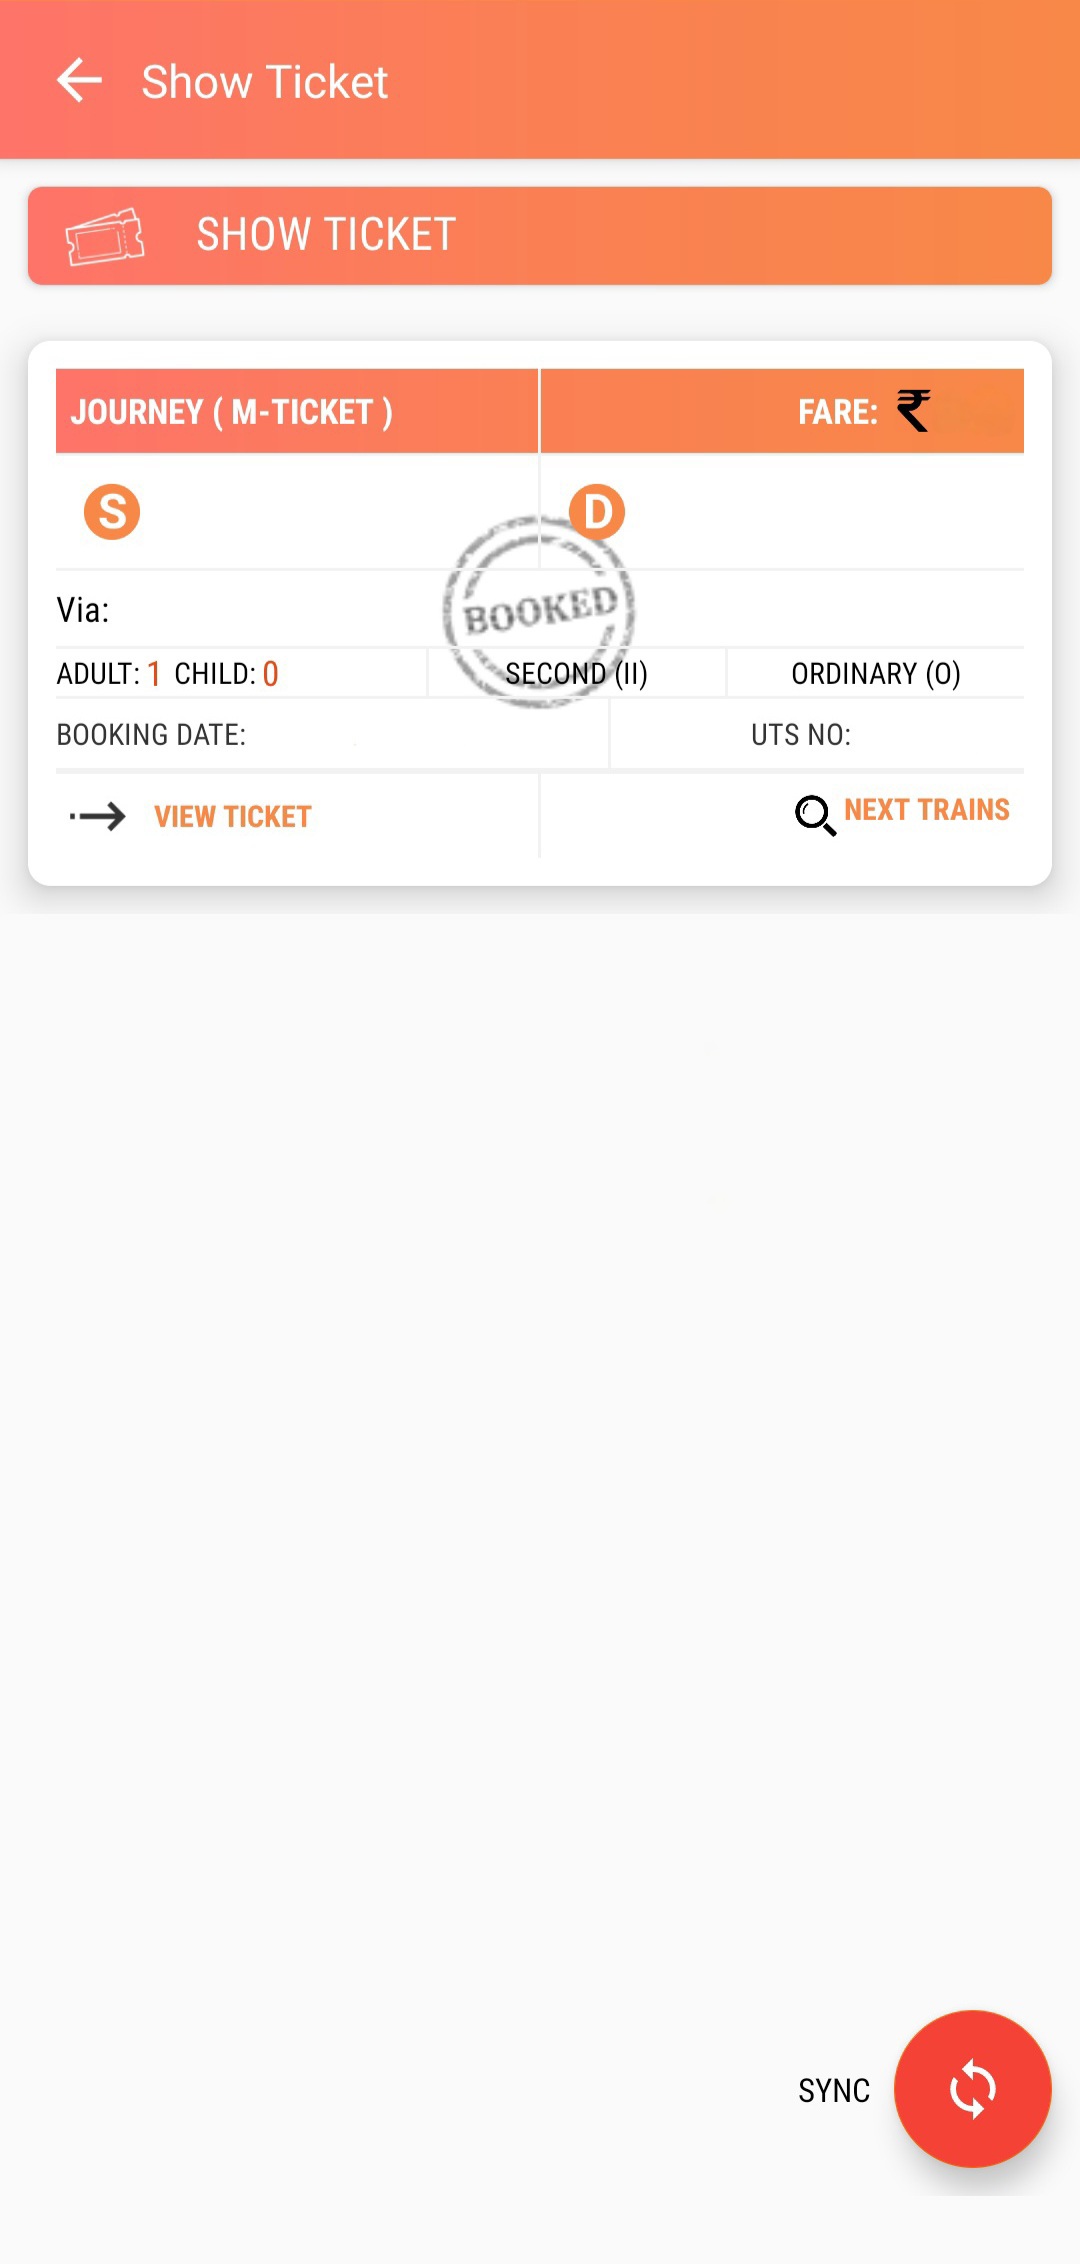 Show Ticket
SHOW TICKET
JOURNEY ( M-TICKET )
FARE: ₹
S
D
BOOKED
Via:
ADULT: 1 CHILD: 0
SECOND (II)
ORDINARY (O)
BOOKING DATE:
UTS NO:
VIEW TICKET
NEXT TRAINS
SYNC